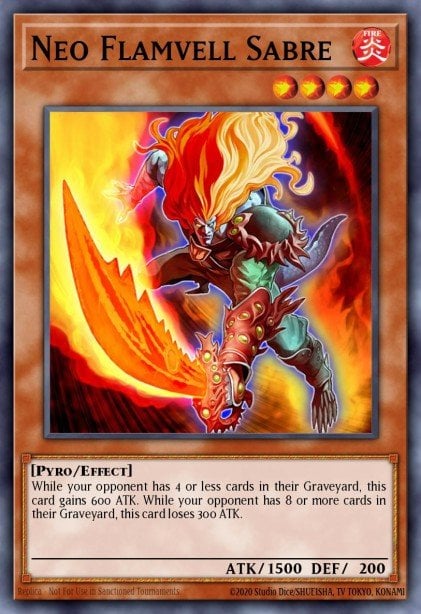 NEO FLAMVELL SABRE
FIRE
炎
[PYRO/EFFECT]
While your opponent has 4 or less cards in their Graveyard, this
card gains 600 ATK. While your opponent has 8 or more cards in
their Graveyard, this card loses 300 ATK.
ATK/1500 DEF/ 200
Replica - Not For Use in Sanctioned Tournaments
©2020 Studio Dice/SHUEISHA, TV TOKYO, KONAMI